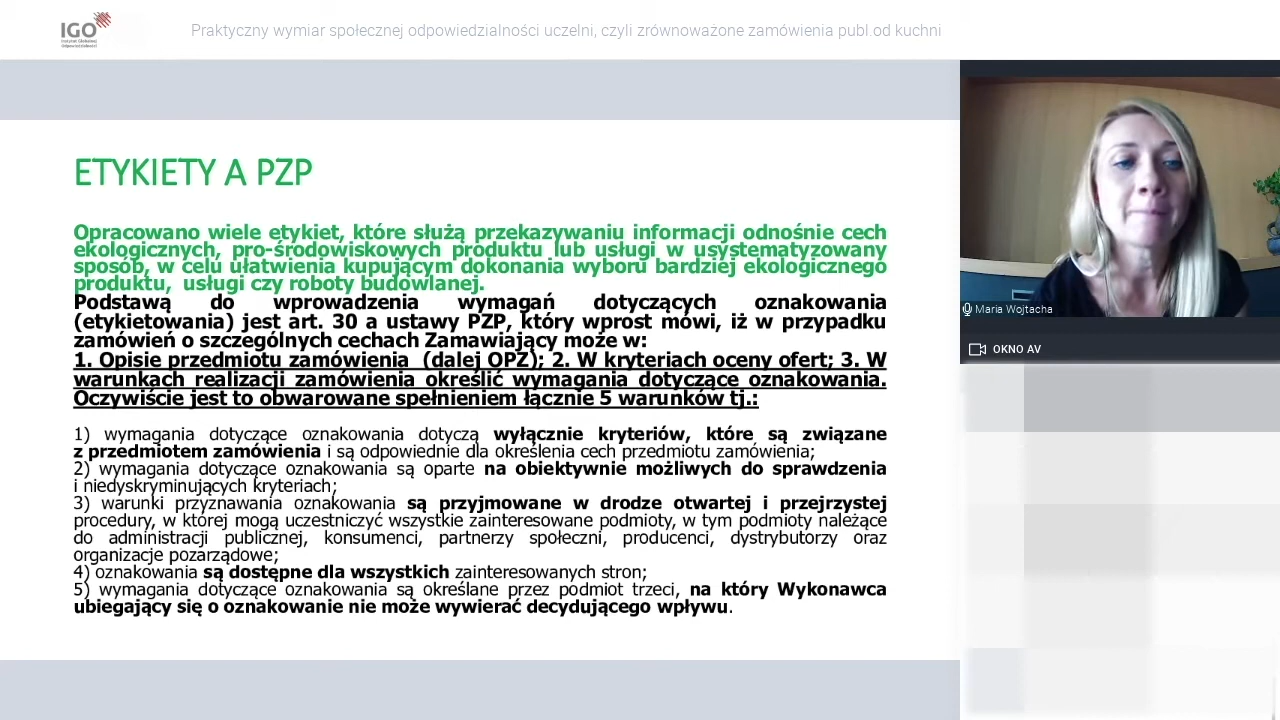 IGO
Instytut Globalnej
Odpowiedzialności
Praktyczny wymiar społecznej odpowiedzialności uczelni, czyli zrównoważone zamówienia publ.od kuchni
ETYKIETY A PZP
Opracowano wiele etykiet, które służą przekazywaniu informacji odnośnie cech
ekologicznych, pro-środowiskowych produktu lub usługi w usystematyzowany
sposób, w celu ułatwienia kupującym dokonania wyboru bardziej ekologicznego
produktu, usługi czy roboty budowlanej.
Podstawą do wprowadzenia wymagań dotyczących oznakowania
(etykietowania) jest art. 30 a ustawy PZP, który wprost mówi, iż w przypadku
zamówień o szczególnych cechach Zamawiający może w:
1. Opisie przedmiotu zamówienia (dalej OPZ); 2. W kryteriach oceny ofert; 3. W
warunkach realizacji zamówienia określić wymagania dotyczące oznakowania.
Oczywiście jest to obwarowane spełnieniem łącznie 5 warunków tj.:
1) wymagania dotyczące oznakowania dotyczą wyłącznie kryteriów, które są związane
z przedmiotem zamówienia i są odpowiednie dla określenia cech przedmiotu zamówienia;
2) wymagania dotyczące oznakowania są oparte na obiektywnie możliwych do sprawdzenia
i niedyskryminujących kryteriach;
3) warunki przyznawania oznakowania są przyjmowane w drodze otwartej i przejrzystej
procedury, w której mogą uczestniczyć wszystkie zainteresowane podmioty, w tym podmioty należące
do administracji publicznej, konsumenci, partnerzy społeczni, producenci, dystrybutorzy oraz
organizacje pozarządowe;
4) oznakowania są dostępne dla wszystkich zainteresowanych stron;
5) wymagania dotyczące oznakowania są określane przez podmiot trzeci, na który Wykonawca
ubiegający się o oznakowanie nie może wywierać decydującego wpływu.
Maria Wojtacha
OKNO AV